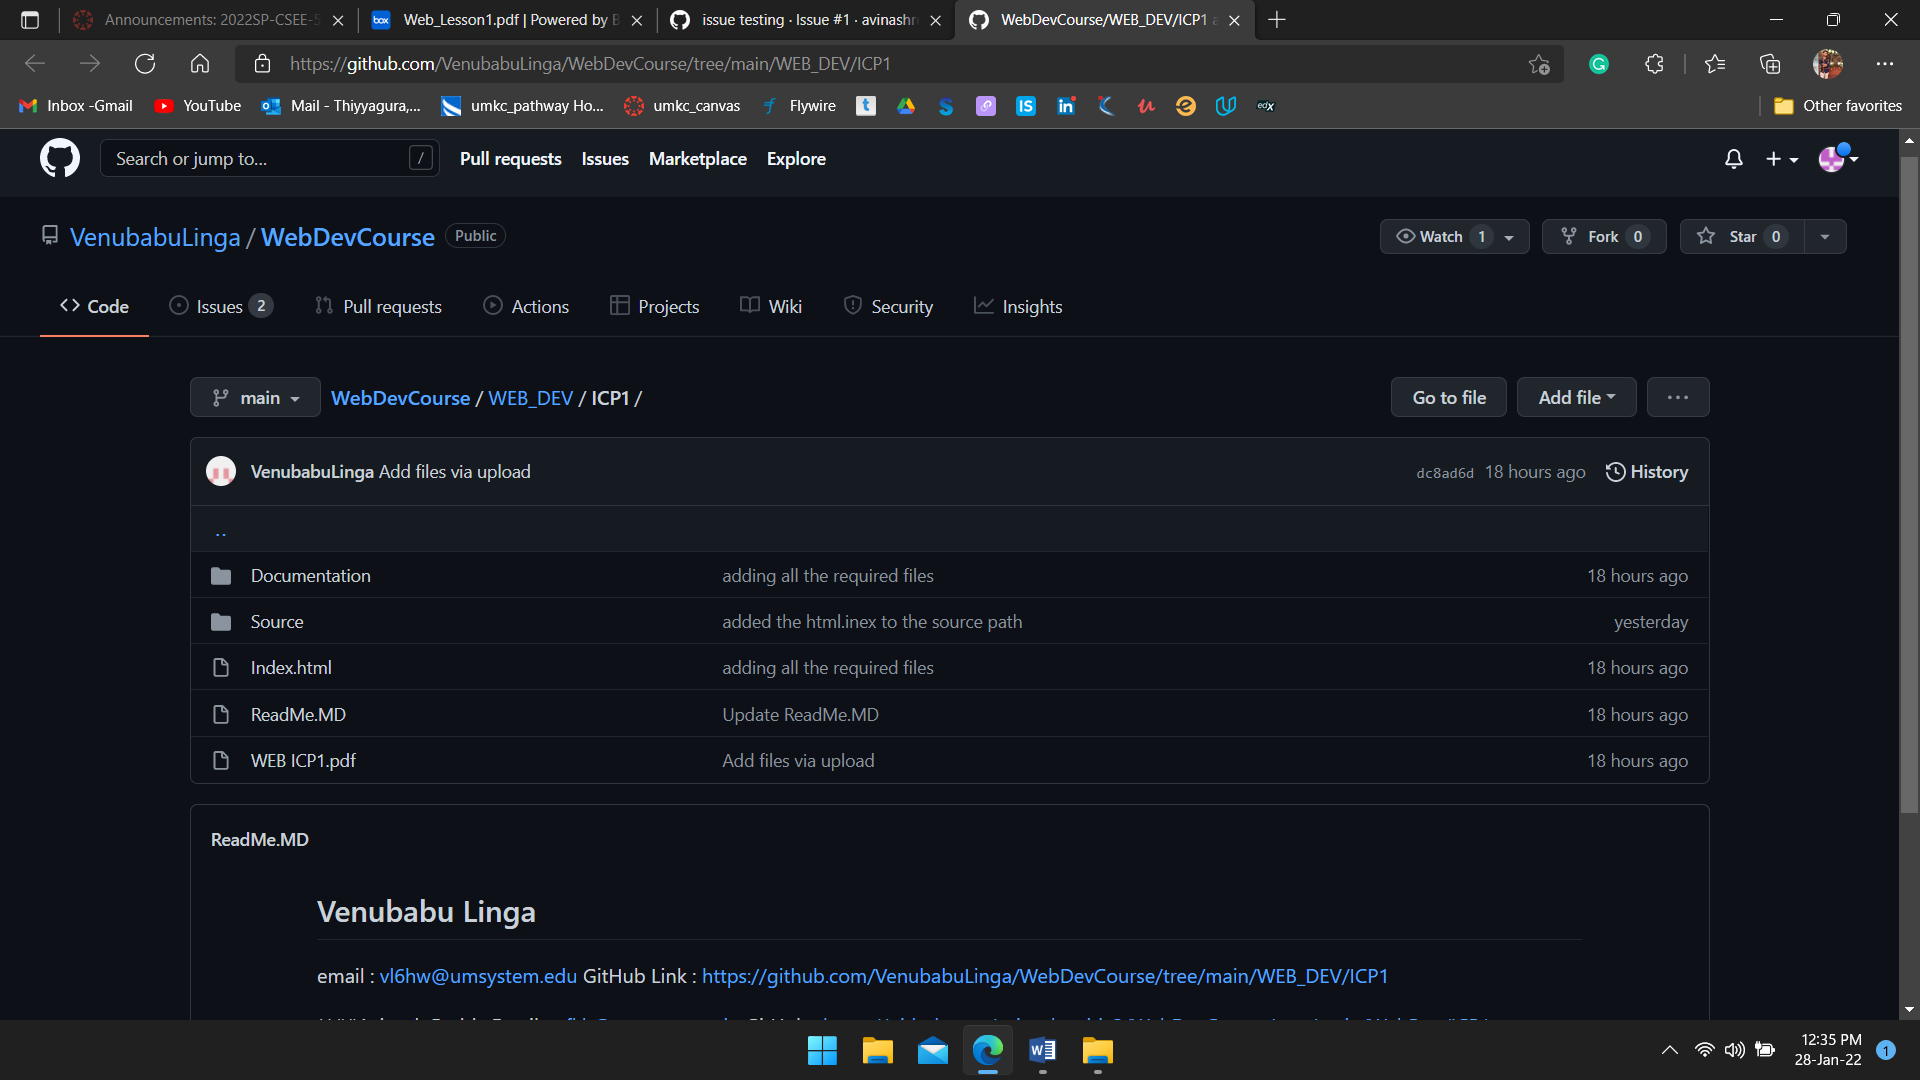 Announcements: 2022SP-CSEE-5
Web_Lesson1.pdf | Powered by B
issue testing · Issue #1 · avinashr
WebDevCourse/WEB_DEV/ICP1 a
https://github.com/VenubabuLinga/WebDevCourse/tree/main/WEB_DEV/ICP1
Inbox -Gmail YouTube Mail - Thiyyagura,... umkc_pathway Ho... umkc_canvas Flywire Other favorites
Search or jump to... / Pull requests Issues Marketplace Explore
VenubabuLinga / WebDevCourse Public Watch 1 Fork 0 Star 0
Code Issues 2 Pull requests Actions Projects Wiki Security Insights
main WebDevCourse / WEB_DEV / ICP1 / Go to file Add file ...
VenubabuLinga Add files via upload dc8ad6d 18 hours ago History
..
Documentation adding all the required files 18 hours ago
Source added the html.inex to the source path yesterday
Index.html adding all the required files 18 hours ago
ReadMe.MD Update ReadMe.MD 18 hours ago
WEB ICP1.pdf Add files via upload 18 hours ago
ReadMe.MD
Venubabu Linga
email : vl6hw@umsystem.edu GitHub Link : https://github.com/VenubabuLinga/WebDevCourse/tree/main/WEB_DEV/ICP1
12:35 PM
28-Jan-22 1